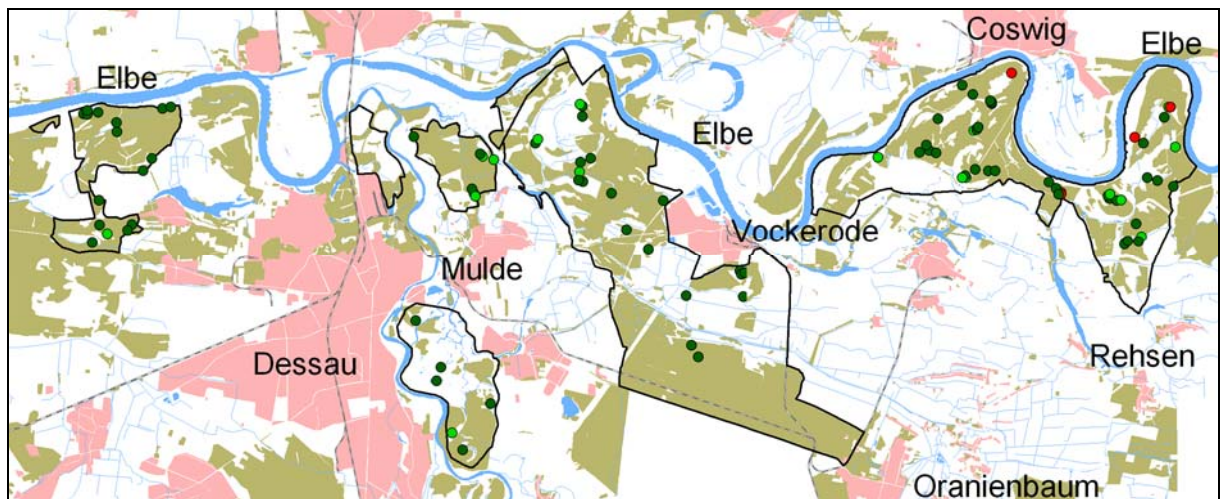 Coswig
Elbe
Elbe
Elbe
Vockerode
Mulde
Dessau
Rehsen
Oranienbaum